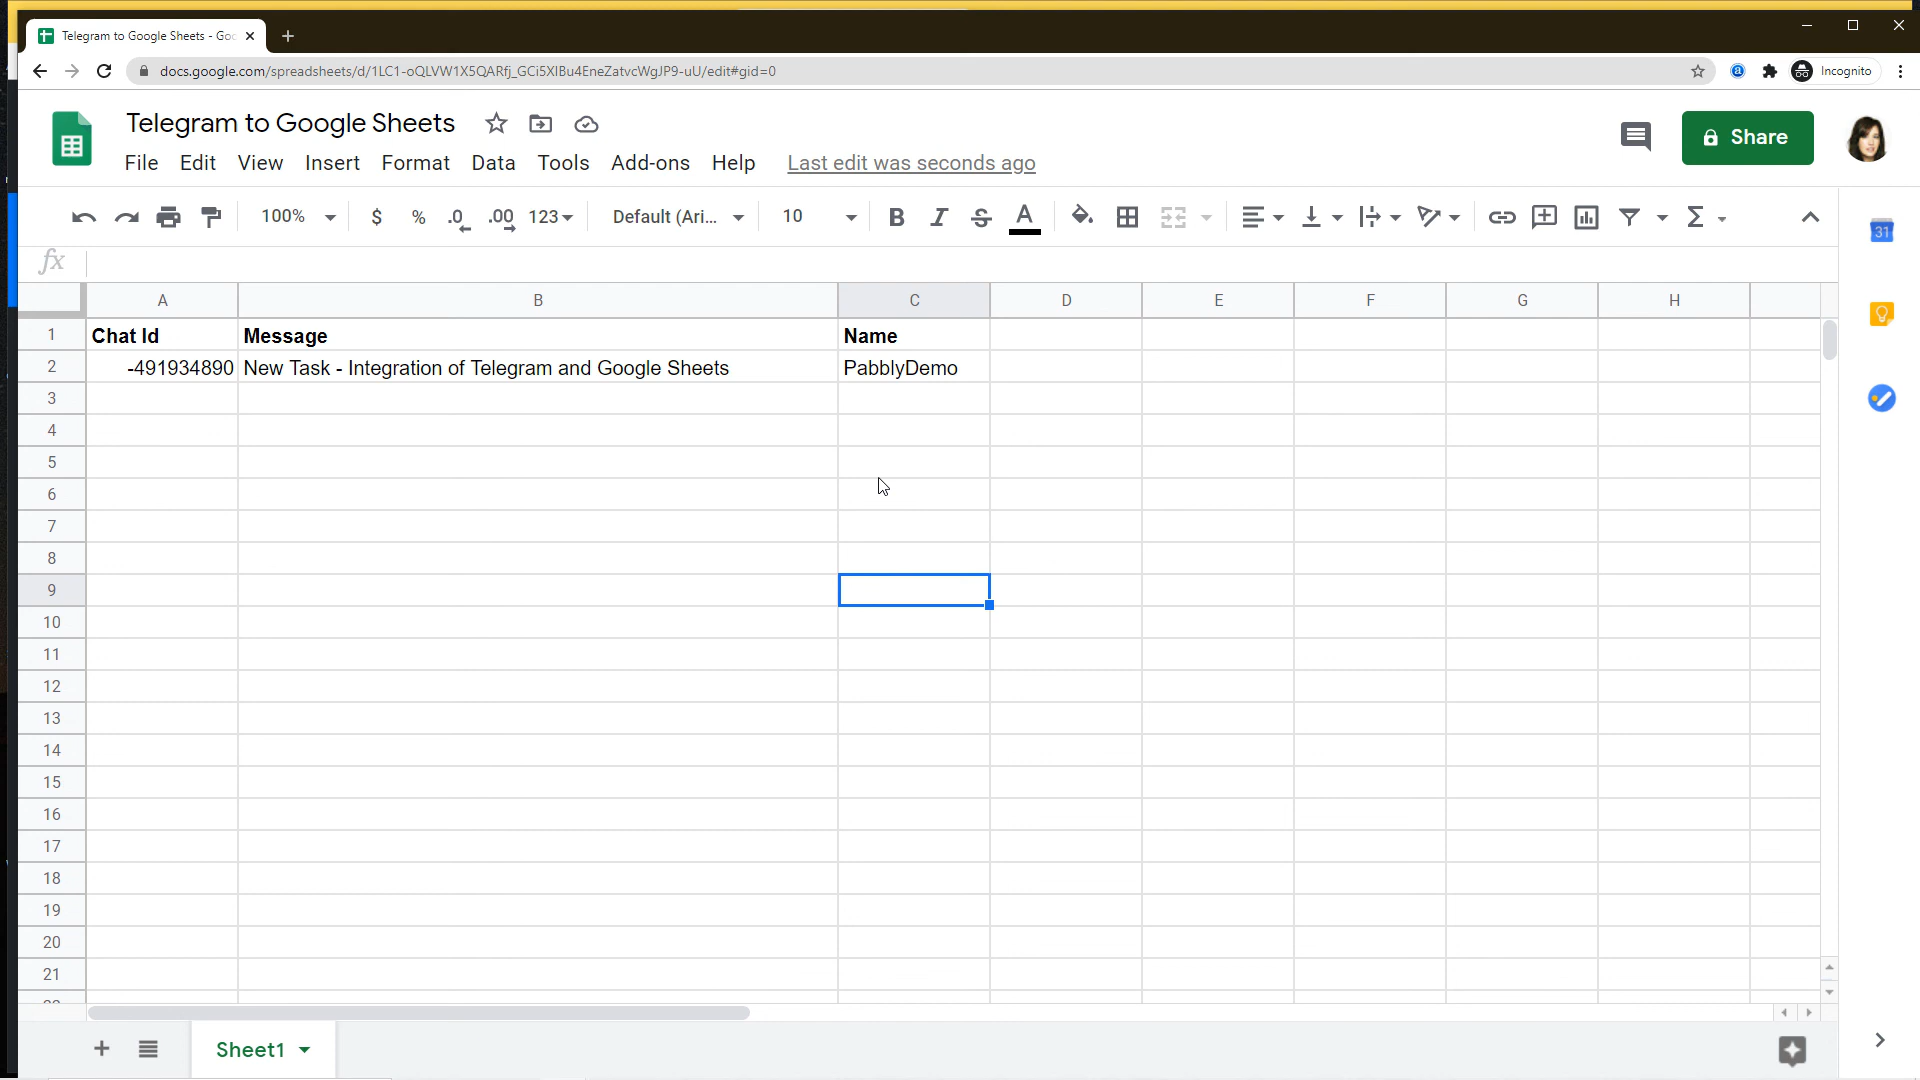 Telegram to Google Sheets - Goo
docs.google.com/spreadsheets/d/1LC1-oQLVW1X5QARfj_GCi5XIBu4EneZatvcWgJP9-uU/edit#gid=0
Incognito
Telegram to Google Sheets
Share
File Edit View Insert Format Data Tools Add-ons Help Last edit was seconds ago
100% $ % .0 .00 123 Default (Ari... 10 B I S A Σ
31
fx
A B C D E F G H
1 Chat Id Message Name
2 -491934890 New Task - Integration of Telegram and Google Sheets PabblyDemo
3
4
5
6
7
8
9
10
11
12
13
14
15
16
17
18
19
20
21
Sheet1